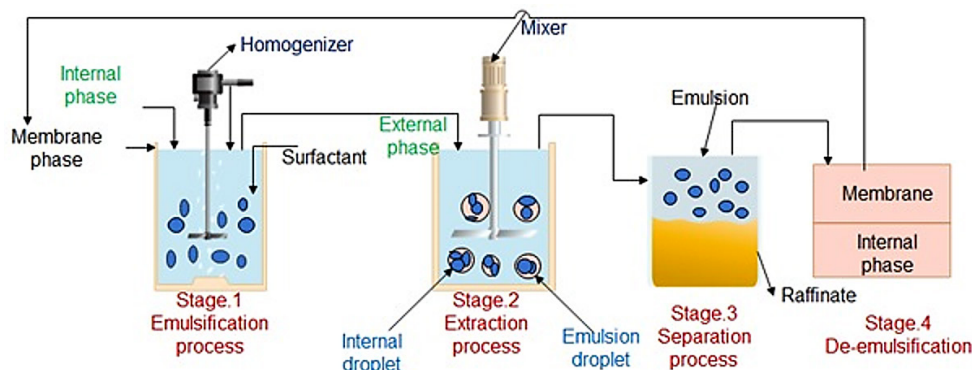 Homogenizer
Mixer
Internal
phase
Membrane
phase
Surfactant
External
phase
Emulsion
Membrane
Internal
phase
Raffinate
Stage.1
Emulsification
process
Stage.2
Extraction
process
Stage.3
Separation
process
Stage.4
De-emulsification
Internal
droplet
Emulsion
droplet